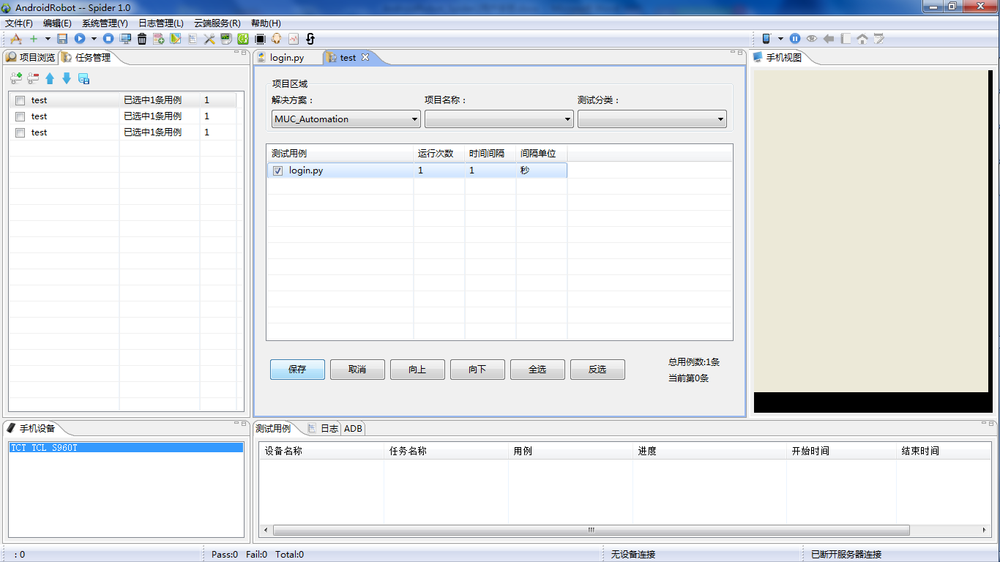 AndroidRobot -- Spider 1.0
文件(F) 编辑(E) 系统管理(Y) 日志管理(L) 云端服务(R) 帮助(H)
项目浏览 任务管理
test 已选中1条用例 1
test 已选中1条用例 1
test 已选中1条用例 1
login.py test
项目区域
解决方案： 项目名称： 测试分类：
MUC_Automation
测试用例 运行次数 时间间隔 间隔单位
login.py 1 1 秒
保存 取消 向上 向下 全选 反选
总用例数:1条
当前第0条
手机视图
手机设备
TCT TCL S960T
测试用例 日志 ADB
设备名称 任务名称 用例 进度 开始时间 结束时间
: 0 Pass:0 Fail:0 Total:0 无设备连接 已断开服务器连接